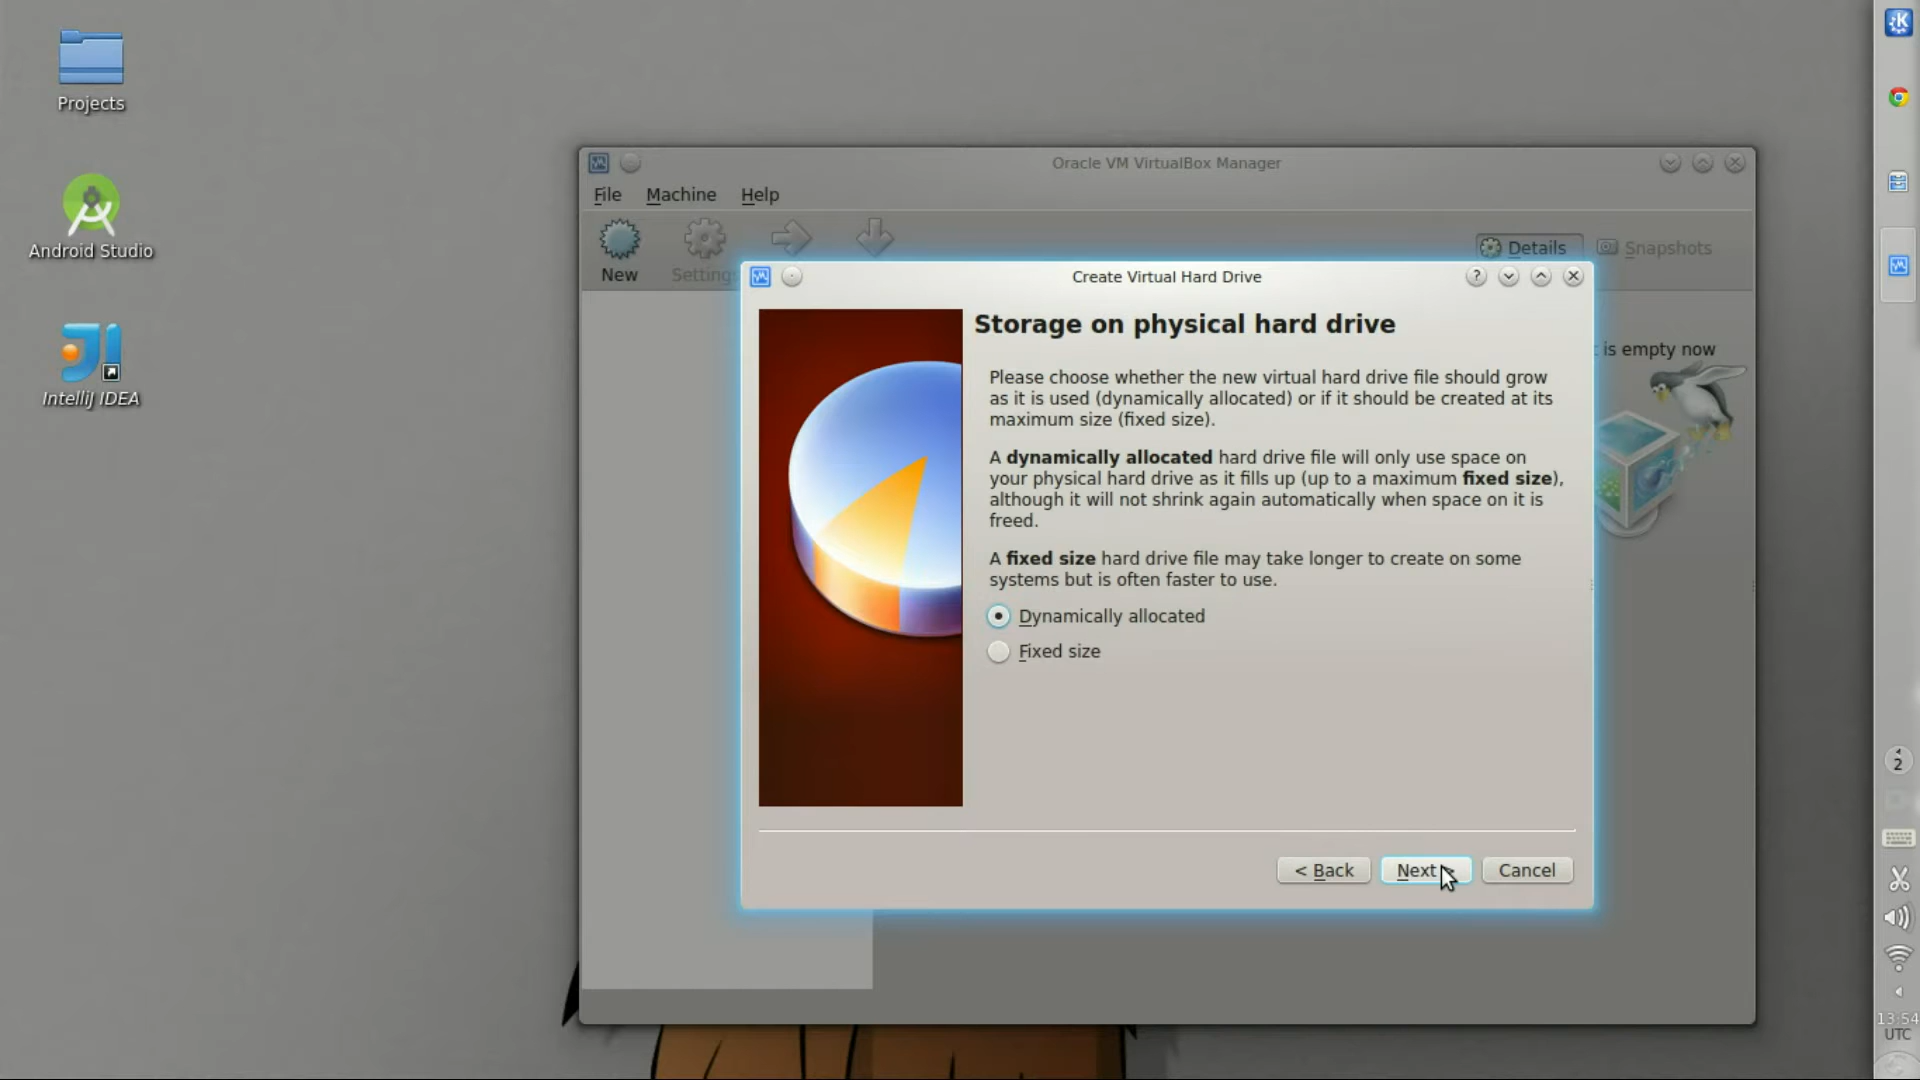 Projects
Android Studio
IntelliJ IDEA
Oracle VM VirtualBox Manager
File Machine Help
New
Details
Snapshots
Create Virtual Hard Drive
?
Storage on physical hard drive
Please choose whether the new virtual hard drive file should grow
as it is used (dynamically allocated) or if it should be created at its
maximum size (fixed size).
A dynamically allocated hard drive file will only use space on
your physical hard drive as it fills up (up to a maximum fixed size),
although it will not shrink again automatically when space on it is
freed.
A fixed size hard drive file may take longer to create on some
systems but is often faster to use.
Dynamically allocated
Fixed size
< Back
Next
Cancel
is empty now
2
13:54
UTC